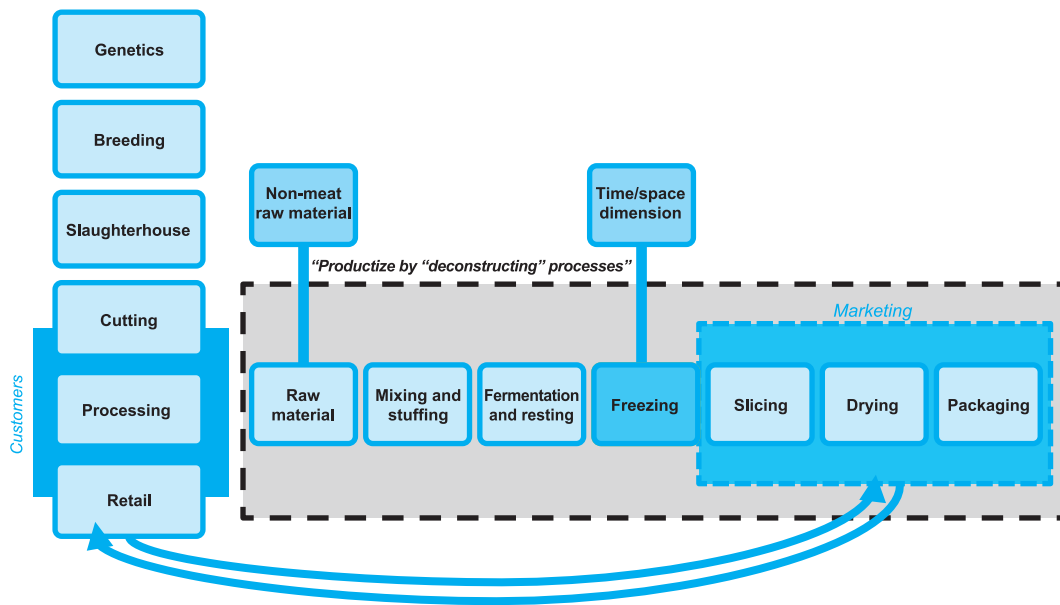 Genetics
Breeding
Slaughterhouse
Cutting
Processing
Retail
Customers
Non-meat
raw material
Time/space
dimension
“Productize by “deconstructing” processes”
Marketing
Raw
material
Mixing and
stuffing
Fermentation
and resting
Freezing
Slicing
Drying
Packaging